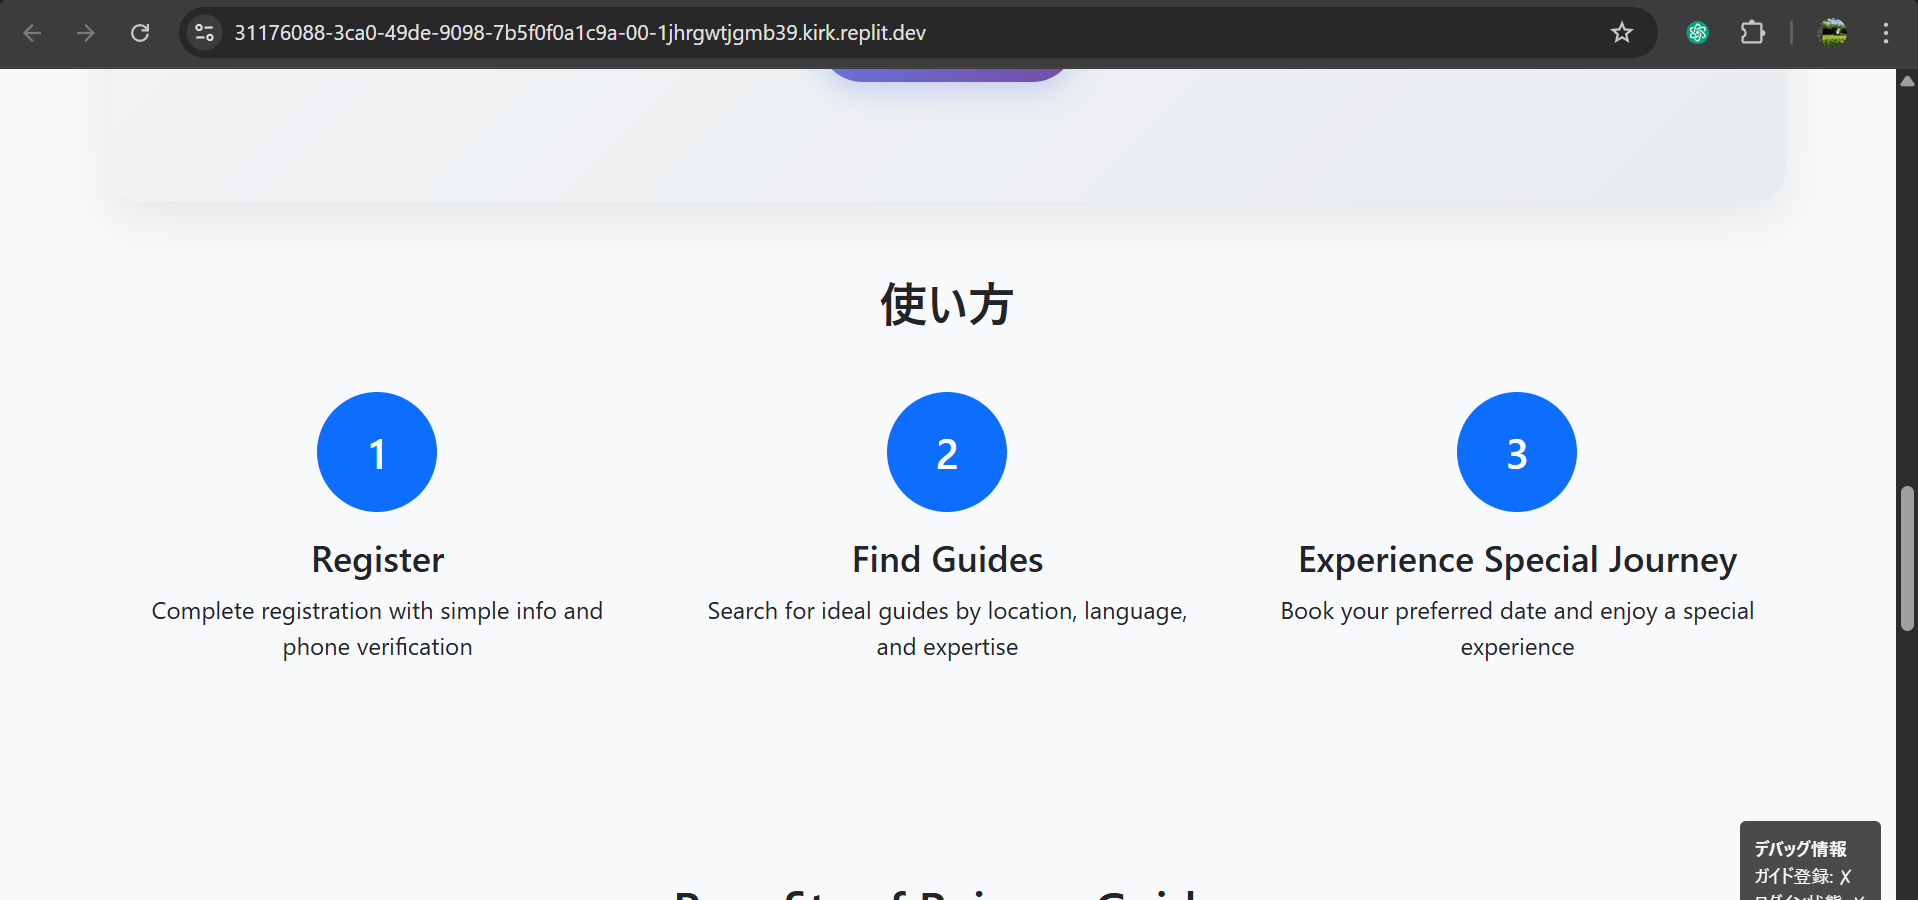 31176088-3ca0-49de-9098-7b5f0f0a1c9a-00-1jhrgwtjgmb39.kirk.replit.dev
使い方
1
2
3
Register
Find Guides
Experience Special Journey
Complete registration with simple info and
phone verification
Search for ideal guides by location, language,
and expertise
Book your preferred date and enjoy a special
experience
デバッグ情報
ガイド登録: ✗